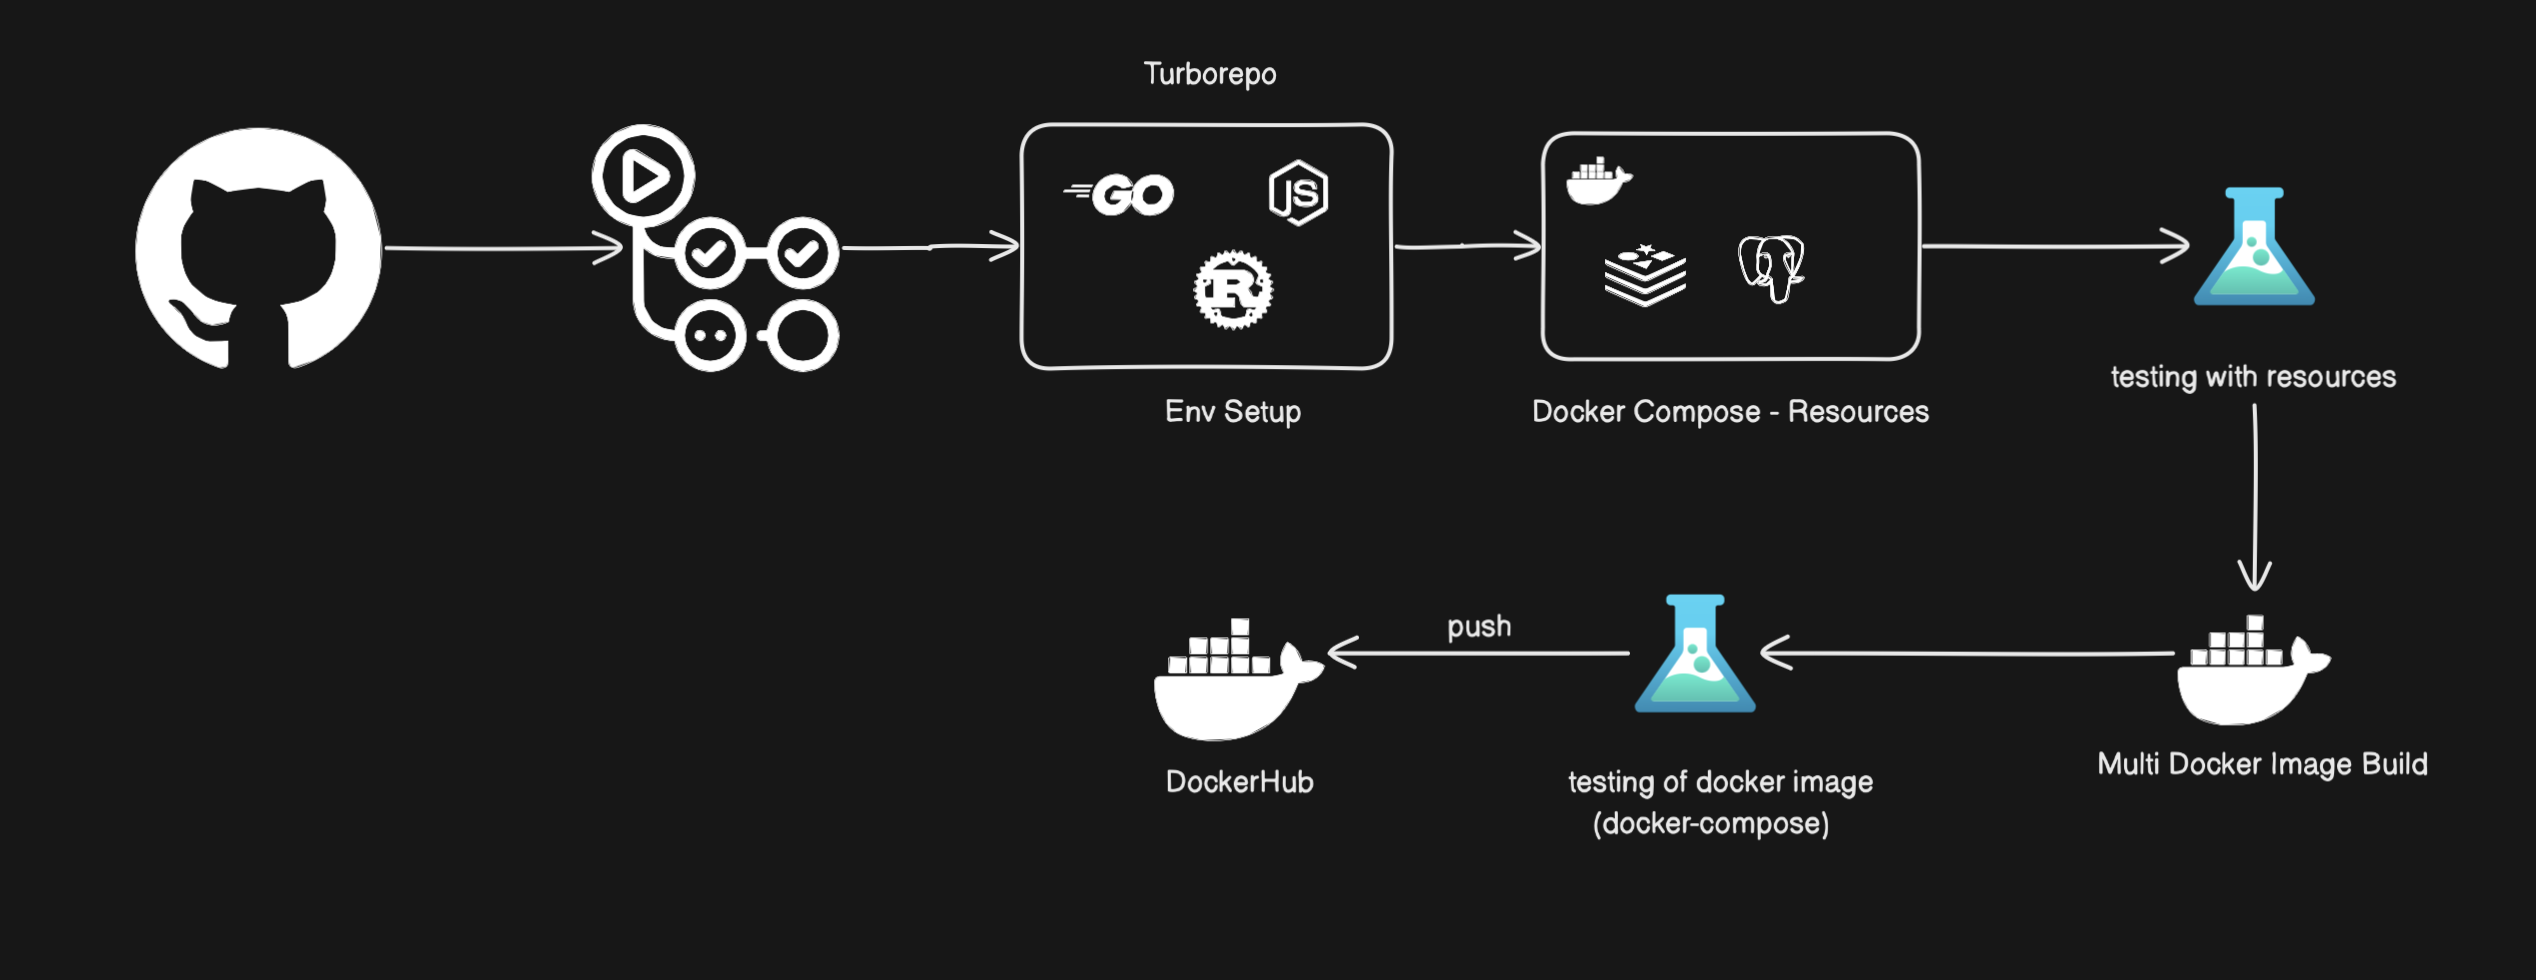 Turborepo
GO
JS
R
Env Setup
Docker Compose - Resources
testing with resources
push
DockerHub
testing of docker image
(docker-compose)
Multi Docker Image Build